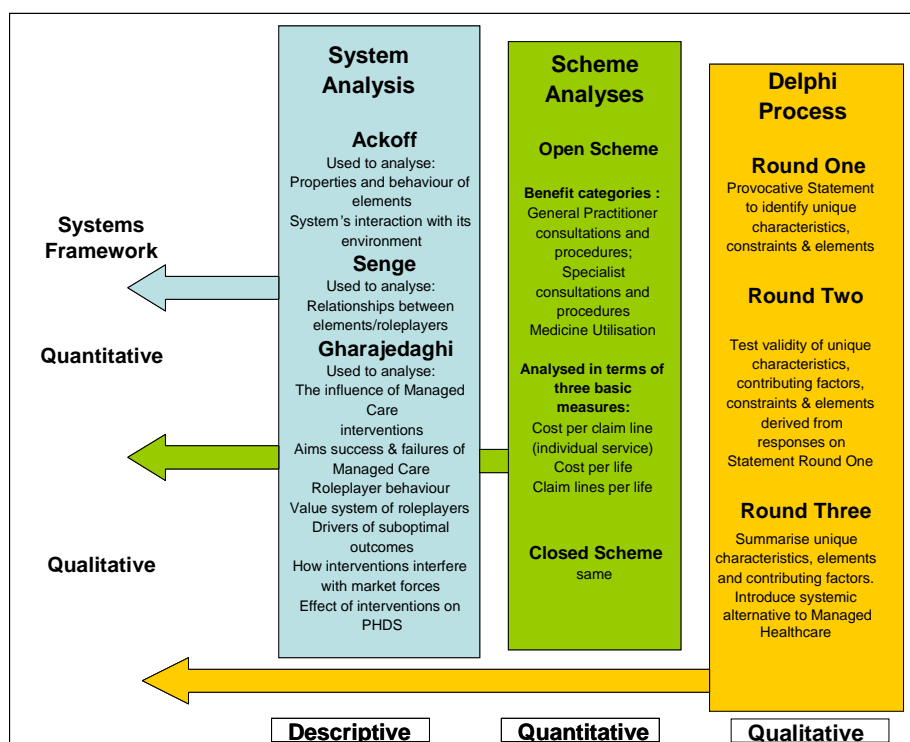 System
Analysis
Ackoff
Used to analyse:
Properties and behaviour of
elements
System's interaction with its
environment
Senge
Used to analyse:
Relationships between
elements/roleplayers
Gharajedaghi
Used to analyse:
The influence of Managed
Care
interventions
Aims success & failures of
Managed Care
Roleplayer behaviour
Value system of roleplayers
Drivers of suboptimal
outcomes
How interventions interfere
with market forces
Effect of interventions on
PHDS
Scheme
Analyses
Open Scheme
Benefit categories :
General Practitioner
consultations and
procedures;
Specialist
consultations and
procedures
Medicine Utilisation
Analysed in terms of
three basic
measures:
Cost per claim line
(individual service)
Cost per life
Claim lines per life
Closed Scheme
same
Delphi
Process
Round One
Provocative Statement
to identify unique
characteristics,
constraints & elements
Round Two
Test validity of unique
characteristics,
contributing factors,
constraints & elements
derived from
responses on
Statement Round One
Round Three
Summarise unique
characteristics, elements
and contributing factors.
Introduce systemic
alternative to Managed
Healthcare
Systems
Framework
Quantitative
Qualitative
Descriptive
Quantitative
Qualitative